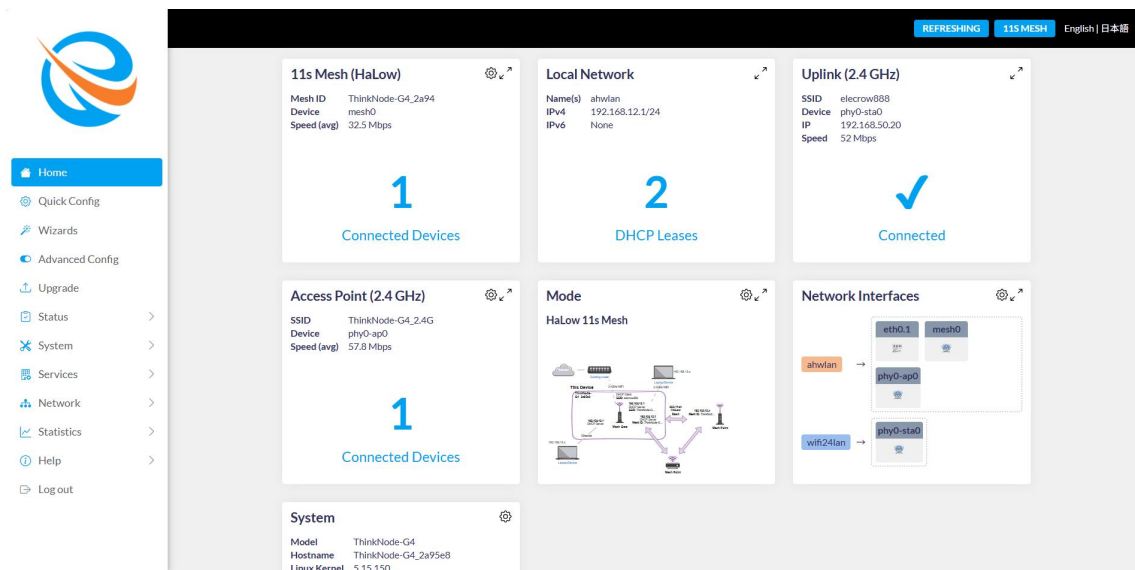 REFRESHING 11S MESH English | 日本語
Home
Quick Config
Wizards
Advanced Config
Upgrade
Status
System
Services
Network
Statistics
Help
Log out
11s Mesh (HaLow)
Mesh ID ThinkNode-G4_2a94
Device mesh0
Speed (avg) 32.5 Mbps
1
Connected Devices
Local Network
Name(s) ahwlan
IPv4 192.168.12.1/24
IPv6 None
2
DHCP Leases
Uplink (2.4 GHz)
SSID elecrow888
Device phy0-sta0
IP 192.168.50.20
Speed 52 Mbps
Connected
Access Point (2.4 GHz)
SSID ThinkNode-G4_2.4G
Device phy0-ap0
Speed (avg) 57.8 Mbps
1
Connected Devices
Mode
HaLow 11s Mesh
This Device
Network Interfaces
eth0.1 mesh0
ahwlan
phy0-ap0
phy0-sta0
wifi24lan
System
Model ThinkNode-G4
Hostname ThinkNode-G4_2a95e8
Linux Kernel 5.15.150